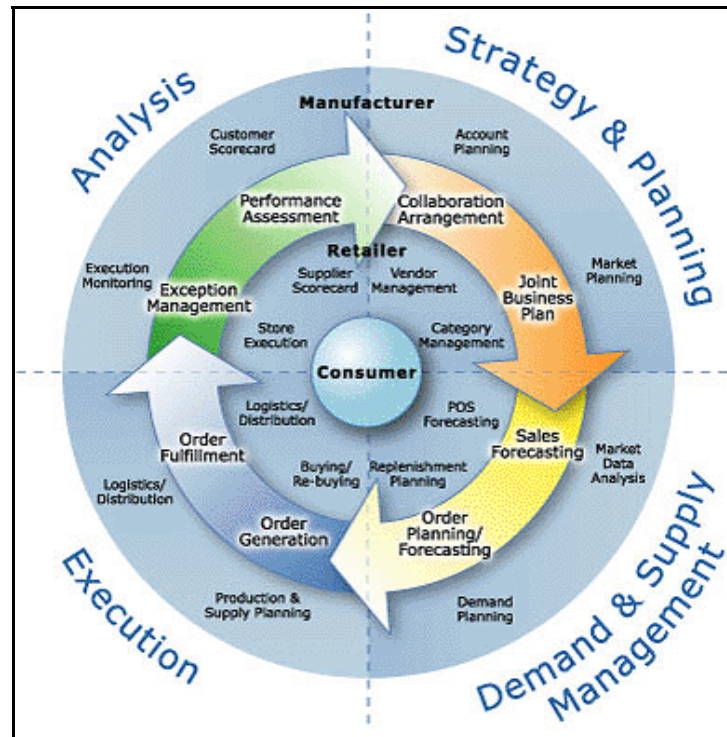 Analysis
Strategy & Planning
Manufacturer
Customer
Scorecard
Account
Planning
Performance
Assessment
Collaboration
Arrangement
Retailer
Execution
Monitoring
Exception
Management
Supplier
Scorecard
Vendor
Management
Joint
Business
Plan
Market
Planning
Store
Execution
Category
Management
Consumer
Logistics/
Distribution
POS
Forecasting
Order
Fulfillment
Sales
Forecasting
Market
Data
Analysis
Logistics/
Distribution
Buying/
Re-buying
Replenishment
Planning
Order
Generation
Order
Planning/
Forecasting
Production &
Supply Planning
Demand
Planning
Execution
Demand & Supply
Management